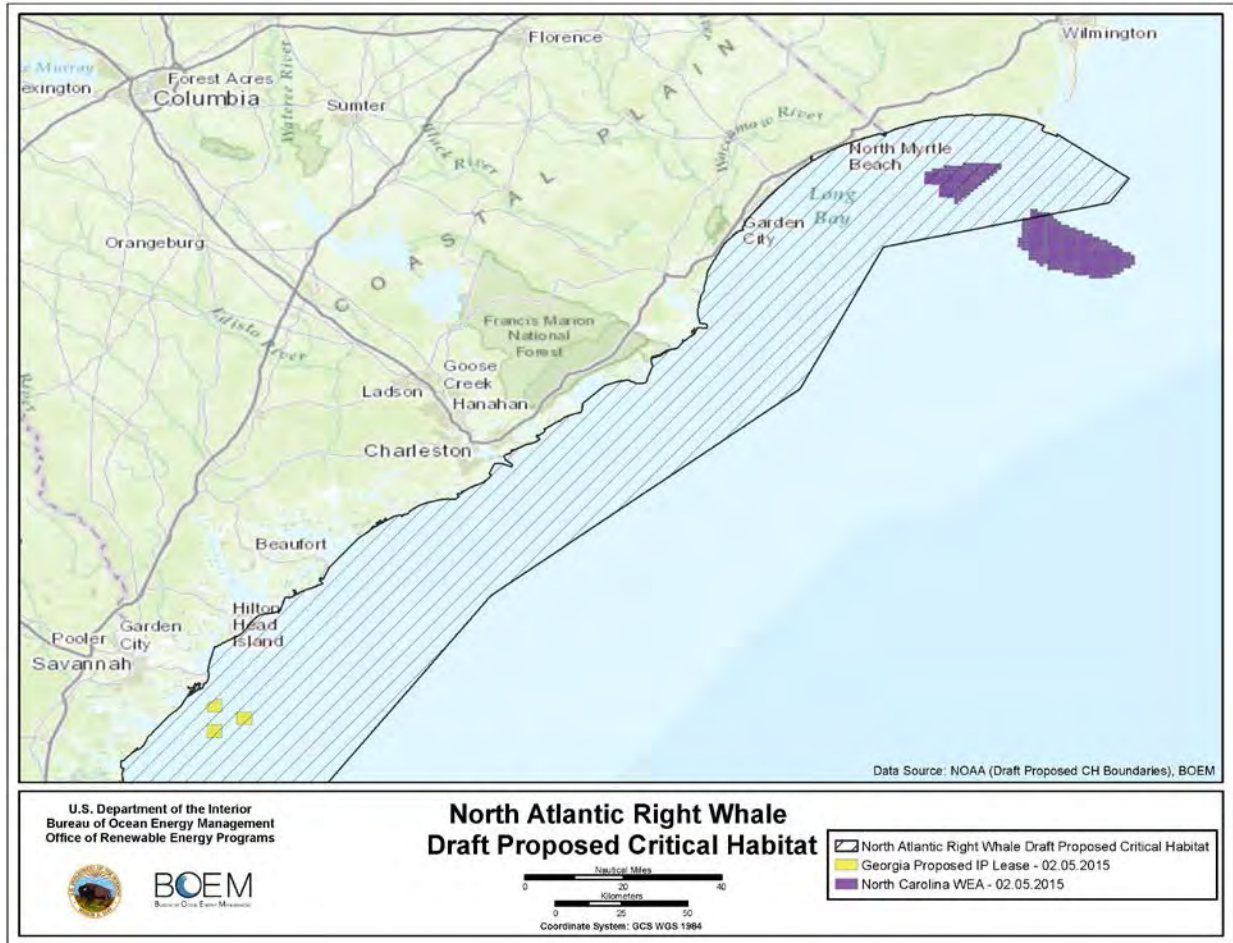 Florence
Wilmington
Murray
Forest Acres
exington
Columbia
Sumter
Wateree River
Black River
Waccamaw River
COASTAL PLAIN
North Myrtle
Beach
Long
Bay
Garden
City
Orangeburg
Edisto River
Francis Marion
National
Forest
Goose
Creek
Ladson
Hanahan
Charleston
Beaufort
Hilton
Head
Island
Garden
City
Pooler
Savannah
Data Source: NOAA (Draft Proposed CH Boundaries), BOEM
U.S. Department of the Interior
Bureau of Ocean Energy Management
Office of Renewable Energy Programs
BOEM
Bureau of Ocean Energy Management
North Atlantic Right Whale
Draft Proposed Critical Habitat
Nautical Miles
0 20 40
Kilometers
0 25 50
Coordinate System: GCS WGS 1984
North Atlantic Right Whale Draft Proposed Critical Habitat
Georgia Proposed IP Lease - 02.05.2015
North Carolina WEA - 02.05.2015